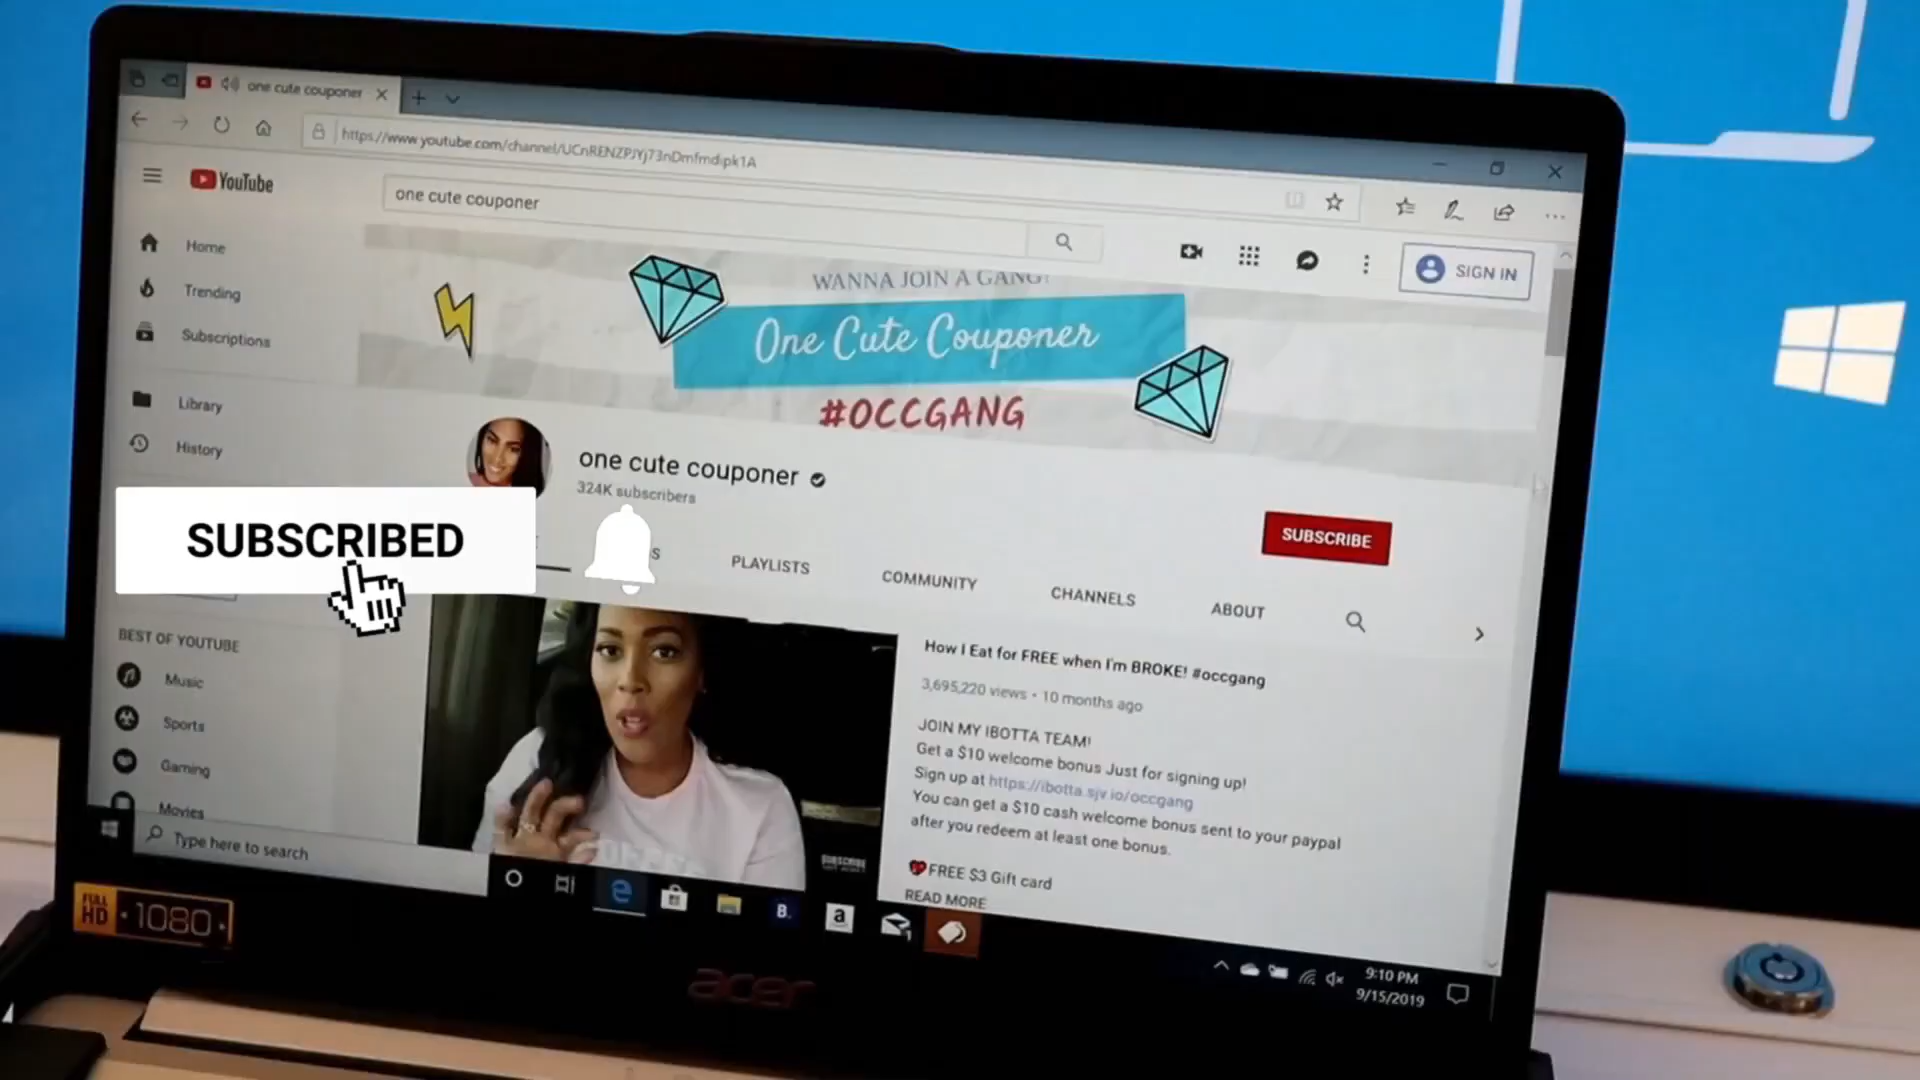 one cute couponer
https://www.youtube.com/channel/UCnRENZPJYj73nDmfmdipk1A
YouTube
one cute couponer
SIGN IN
Home
Trending
Subscriptions
Library
History
WANNA JOIN A GANG?
One Cute Couponer
#OCCGANG
one cute couponer
324K subscribers
SUBSCRIBE
SUBSCRIBED
PLAYLISTS
COMMUNITY
CHANNELS
ABOUT
BEST OF YOUTUBE
Music
Sports
Gaming
Movies
How I Eat for FREE when I'm BROKE! #occgang
3,695,220 views • 10 months ago
JOIN MY IBOTTA TEAM!
Get a $10 welcome bonus Just for signing up!
Sign up at https://ibotta.sjv.io/occgang
You can get a $10 cash welcome bonus sent to your paypal
after you redeem at least one bonus.
FREE $3 Gift card
READ MORE
SUBSCRIBE
Type here to search
B.
a
9:10 PM
9/15/2019
FULL
HD
1080
acer